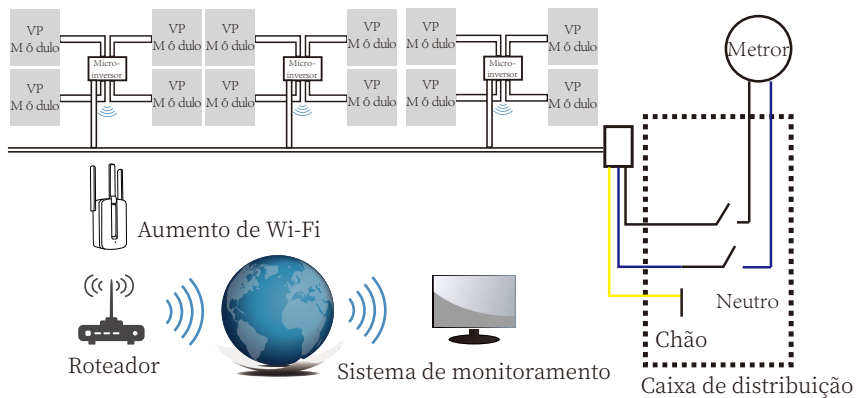 VP
M ó dulo
VP
M ó dulo
VP
M ó dulo
VP
M ó dulo
VP
M ó dulo
VP
M ó dulo
Micro-
inversor
Micro-
inversor
Micro-
inversor
VP
M ó dulo
VP
M ó dulo
VP
M ó dulo
VP
M ó dulo
VP
M ó dulo
VP
M ó dulo
Metror
Aumento de Wi-Fi
Neutro
Chão
Roteador
Sistema de monitoramento
Caixa de distribuição